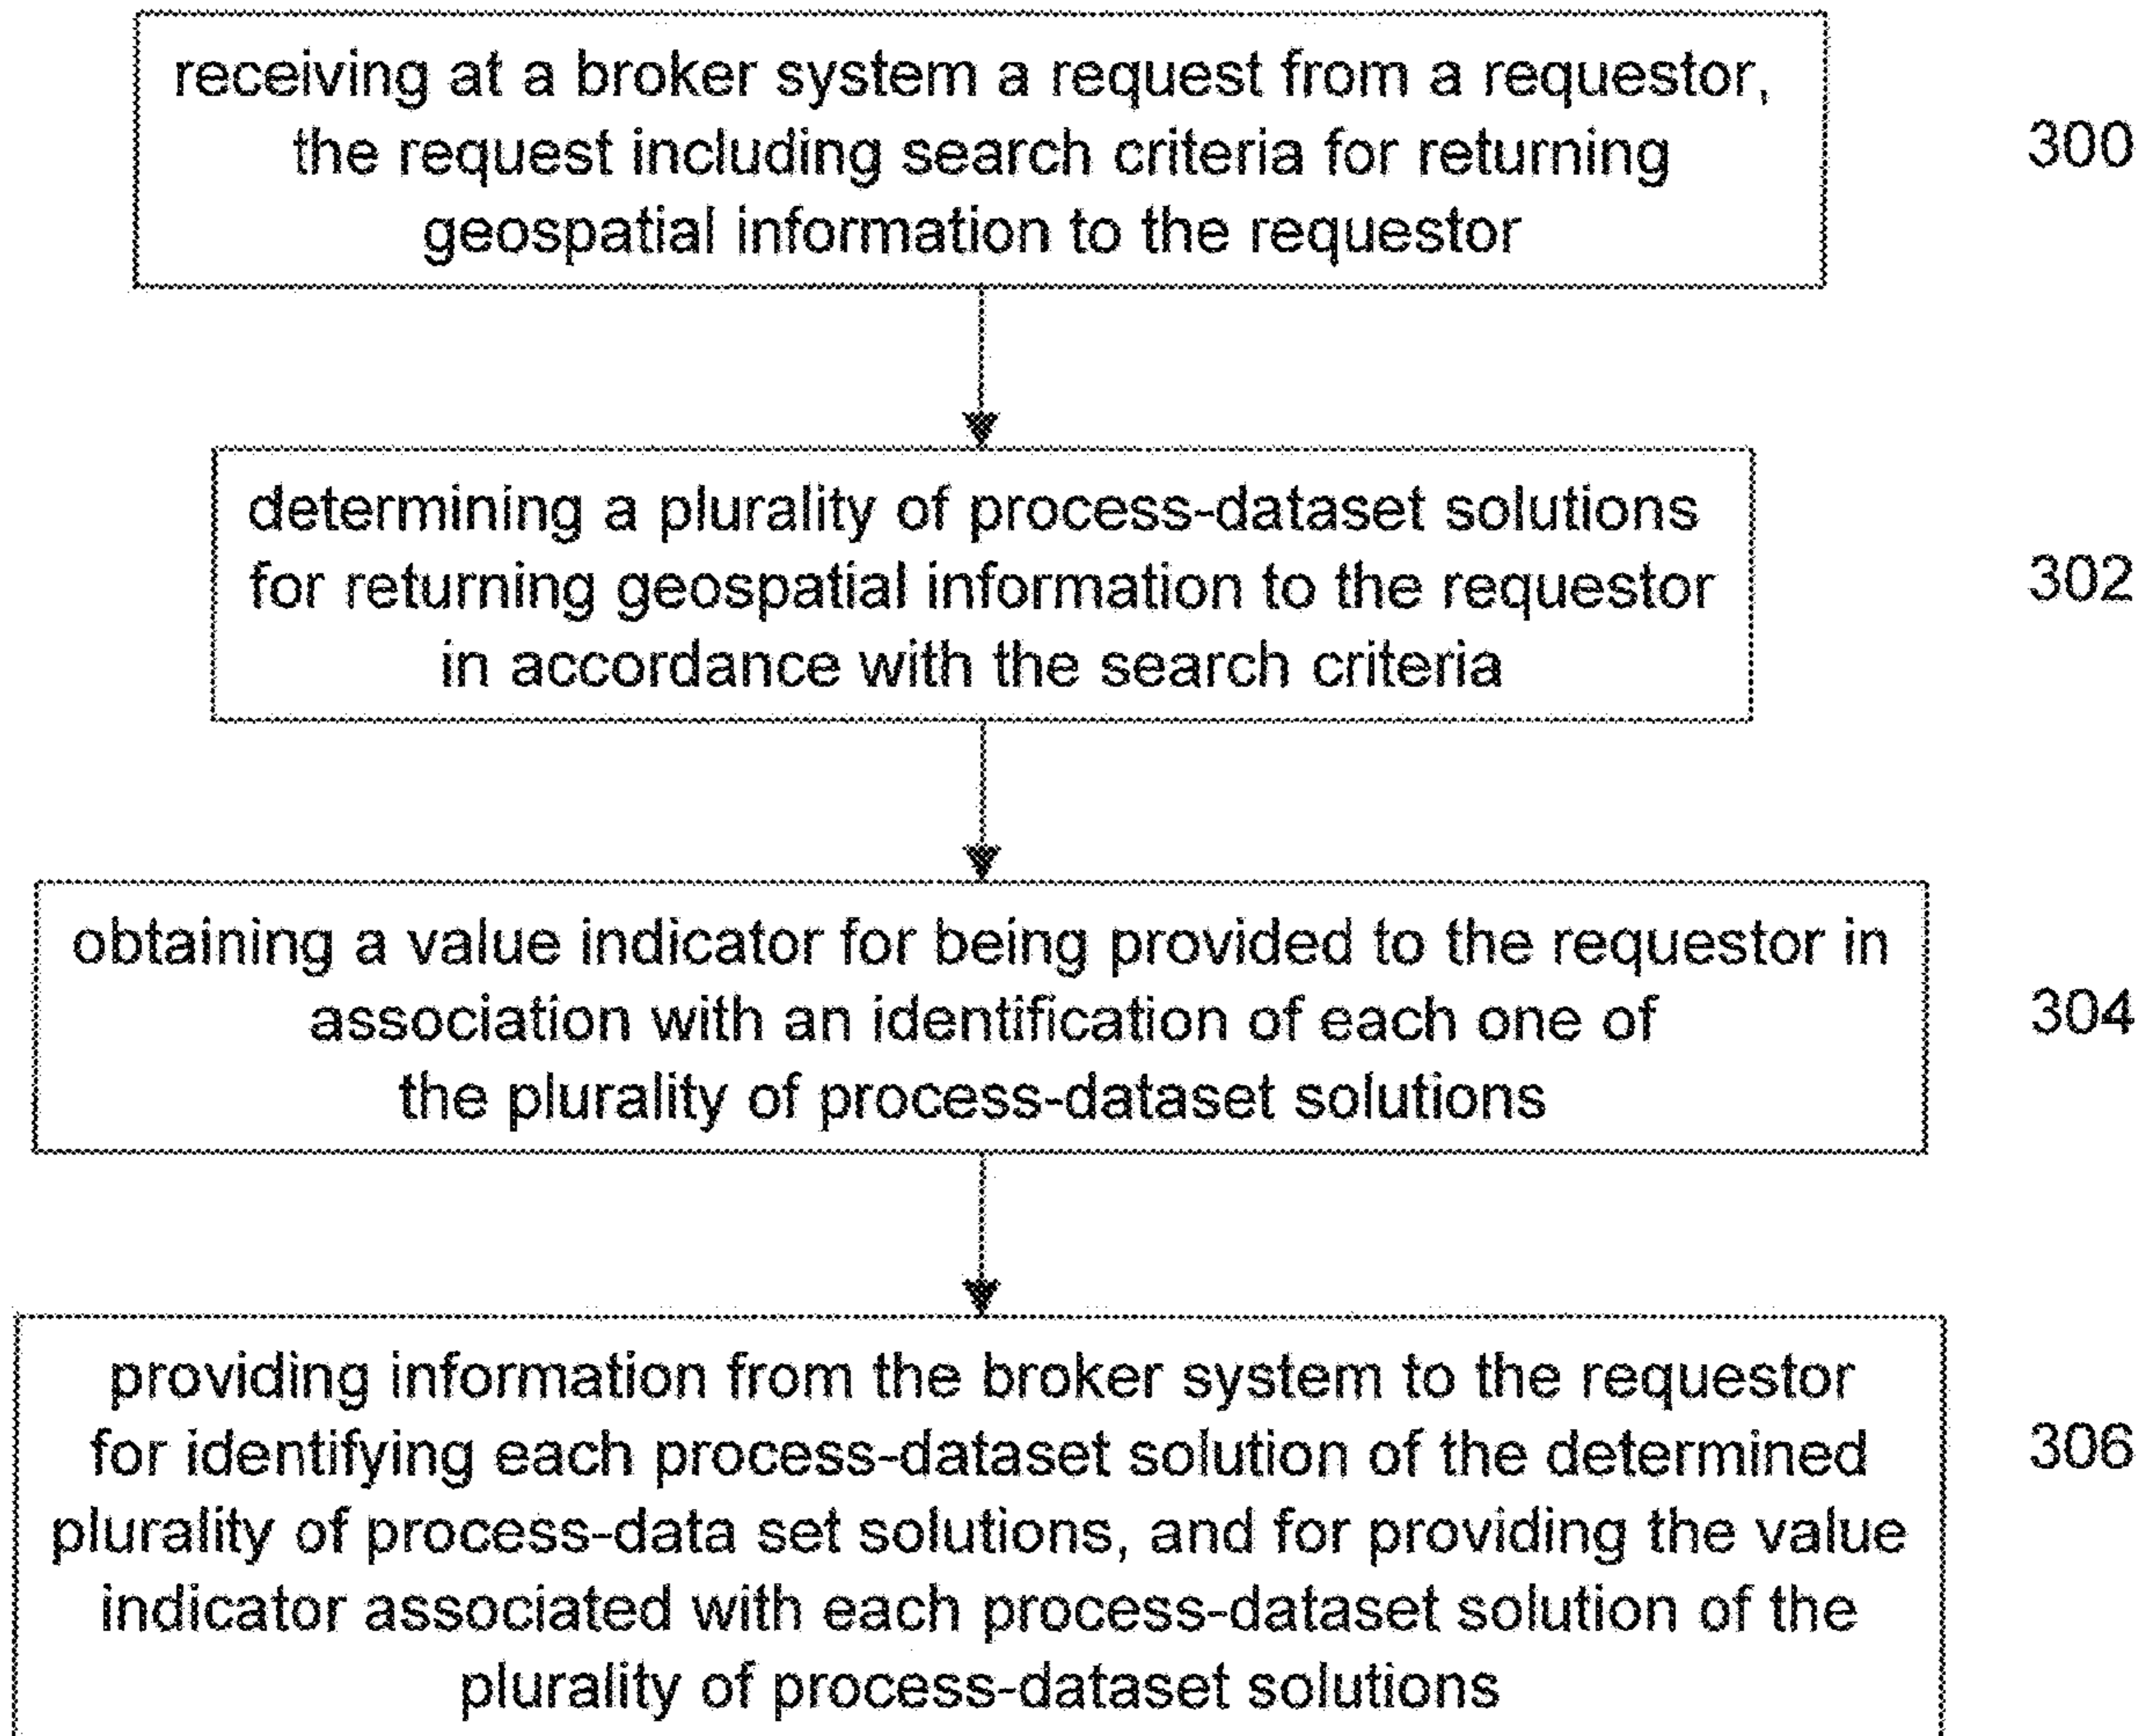 receiving at a broker system a request from a requestor,
the request including search criteria for returning
geospatial information to the requestor
300
determining a plurality of process-dataset solutions
for returning geospatial information to the requestor
in accordance with the search criteria
302
obtaining a value indicator for being provided to the requestor in
association with an identification of each one of
the plurality of process-dataset solutions
304
providing information from the broker system to the requestor
for identifying each process-dataset solution of the determined
plurality of process-data set solutions, and for providing the value
indicator associated with each process-dataset solution of the
plurality of process-dataset solutions
306